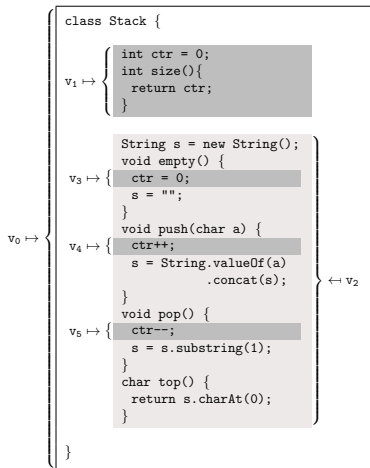 class Stack {
int ctr = 0;
int size(){
v₁ ↦ {
return ctr;
}
String s = new String();
void empty() {
v₃ ↦ { ctr = 0;
s = "";
}
void push(char a) {
v₄ ↦ { ctr++;
v₀ ↦ {
s = String.valueOf(a)
.concat(s);
} ↤ v₂
}
void pop() {
v₅ ↦ { ctr--;
s = s.substring(1);
}
char top() {
return s.charAt(0);
}
}